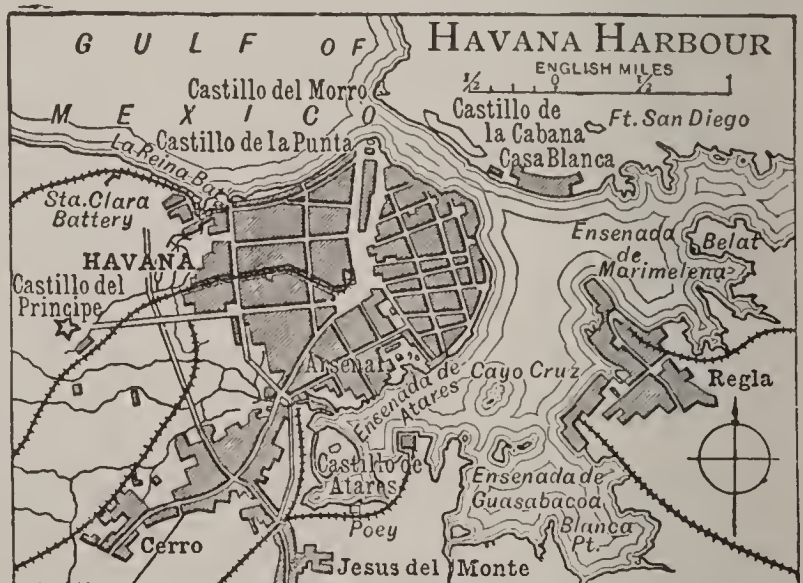 GULF OF
MEXICO
HAVANA HARBOUR
ENGLISH MILES
1/2 0 1/2 1
Castillo del Morro
Castillo de
la Cabana
Ft. San Diego
Casa Blanca
Castillo de la Punta
La Reina Baty
Sta. Clara
Battery
HAVANA
Castillo del
Principe
Ensenada
de
Marimelena
Belat
Arsenal
Ensenada de
Atares
Cayo Cruz
Regla
Castillo de
Atares
Ensenada de
Guasabacoa
Blanca
Pt.
Poey
Cerro
Jesus del Monte